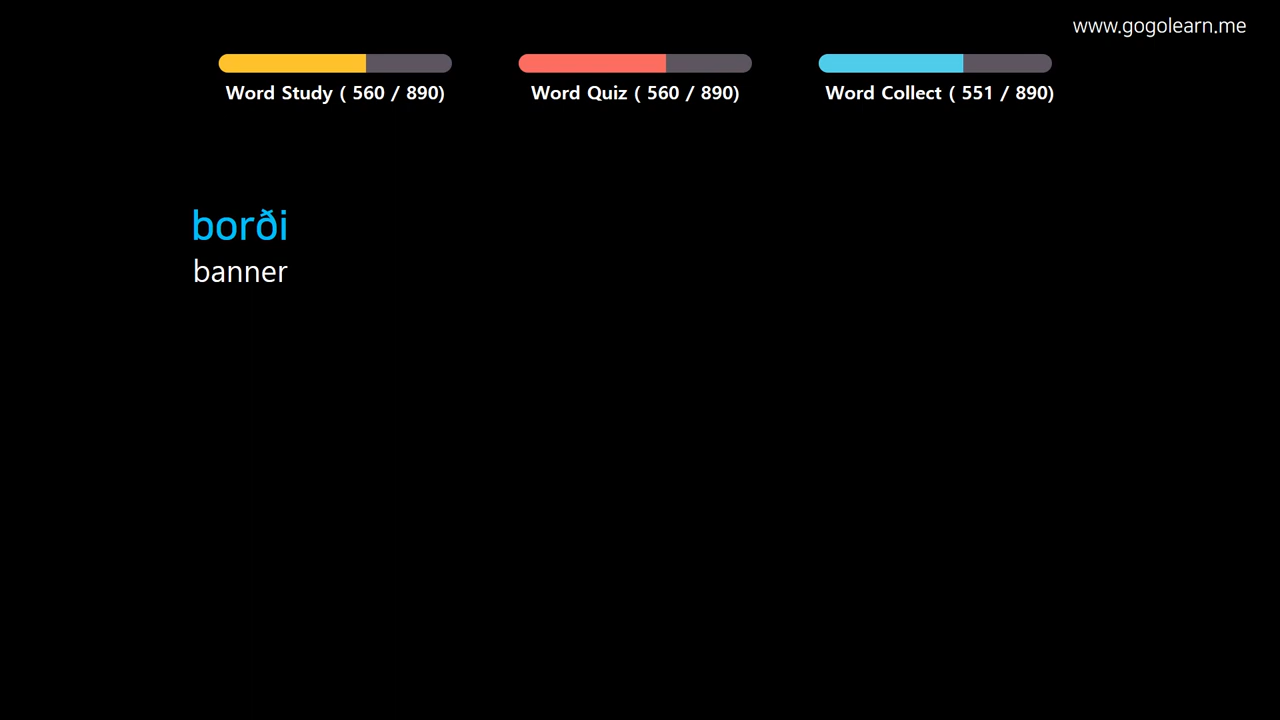 www.gogolearn.me
Word Study ( 560 / 890)
Word Quiz ( 560 / 890)
Word Collect ( 551 / 890)
borði
banner